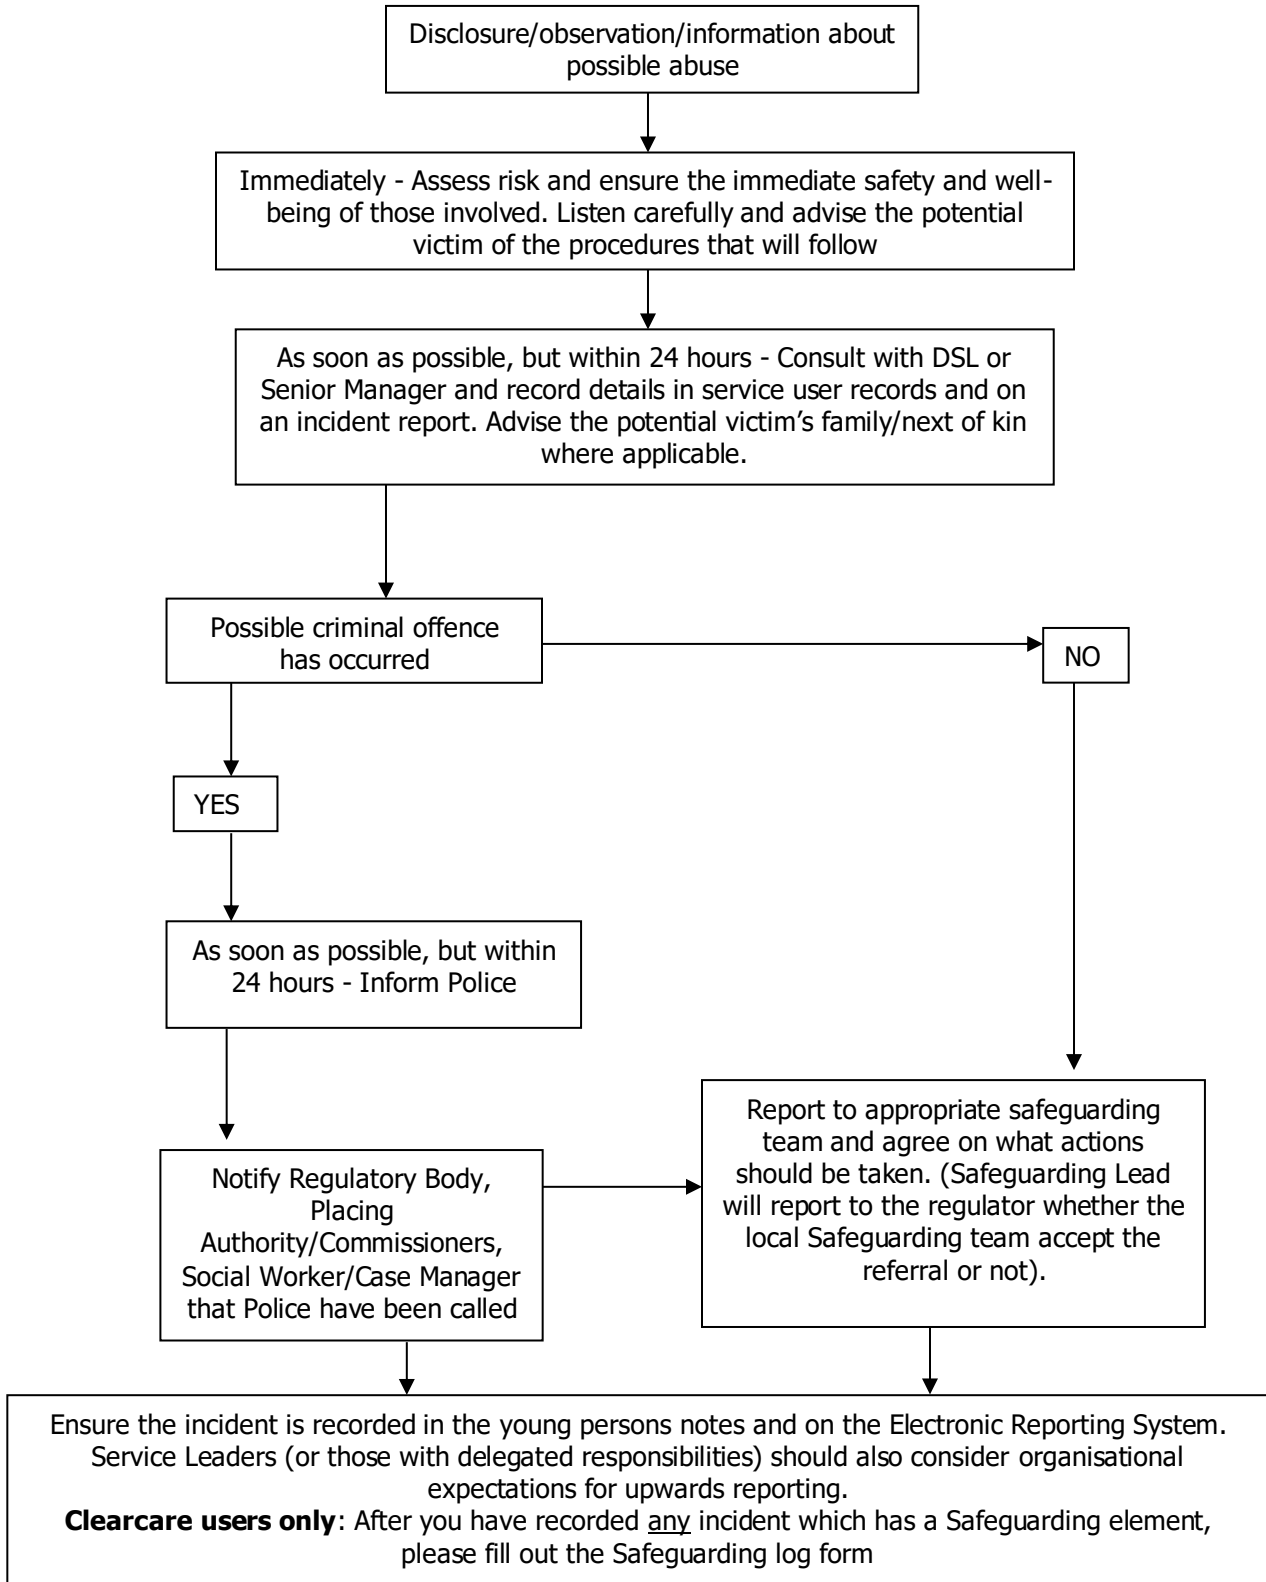 Disclosure/observation/information about
possible abuse
Immediately - Assess risk and ensure the immediate safety and well-
being of those involved. Listen carefully and advise the potential
victim of the procedures that will follow
As soon as possible, but within 24 hours - Consult with DSL or
Senior Manager and record details in service user records and on
an incident report. Advise the potential victim’s family/next of kin
where applicable.
Possible criminal offence
has occurred
NO
YES
As soon as possible, but within
24 hours - Inform Police
Notify Regulatory Body,
Placing
Authority/Commissioners,
Social Worker/Case Manager
that Police have been called
Report to appropriate safeguarding
team and agree on what actions
should be taken. (Safeguarding Lead
will report to the regulator whether the
local Safeguarding team accept the
referral or not).
Ensure the incident is recorded in the young persons notes and on the Electronic Reporting System.
Service Leaders (or those with delegated responsibilities) should also consider organisational
expectations for upwards reporting.
Clearcare users only: After you have recorded any incident which has a Safeguarding element,
please fill out the Safeguarding log form